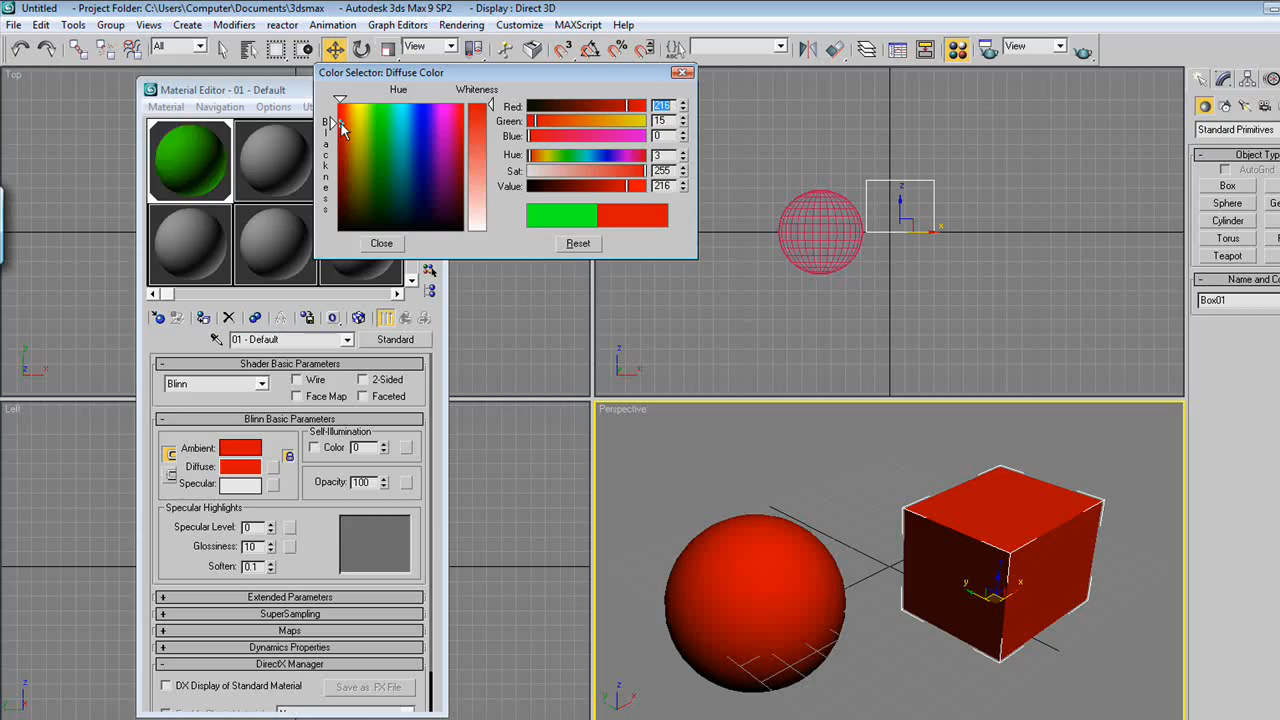 Untitled - Project Folder: C:\Users\Computer\Documents\3dsmax - Autodesk 3ds Max 9 SP2 - Display : Direct 3D
File Edit Tools Group Views Create Modifiers reactor Animation Graph Editors Rendering Customize MAXScript Help
All View View
Top
Material Editor - 01 - Default
Material Navigation Options
Color Selector: Diffuse Color
Hue Whiteness
Blackness
Red: 216
Green: 15
Blue: 0
Hue: 3
Sat: 255
Value: 216
Close Reset
z
x
Standard Primitives
- Object Type
AutoGrid
Box
Sphere
Cylinder
Torus
Teapot
- Name and Co
Box01
01 - Default Standard
- Shader Basic Parameters
Blinn Wire 2-Sided
Face Map Faceted
- Blinn Basic Parameters
Self-Illumination
Ambient: Color 0
Diffuse:
Specular: Opacity: 100
Specular Highlights
Specular Level: 0
Glossiness: 10
Soften: 0.1
+ Extended Parameters
+ SuperSampling
+ Maps
+ Dynamics Properties
- DirectX Manager
DX Display of Standard Material Save as .FX File
y
z x
z
x
Left
z
y
Perspective
y x
z
y x